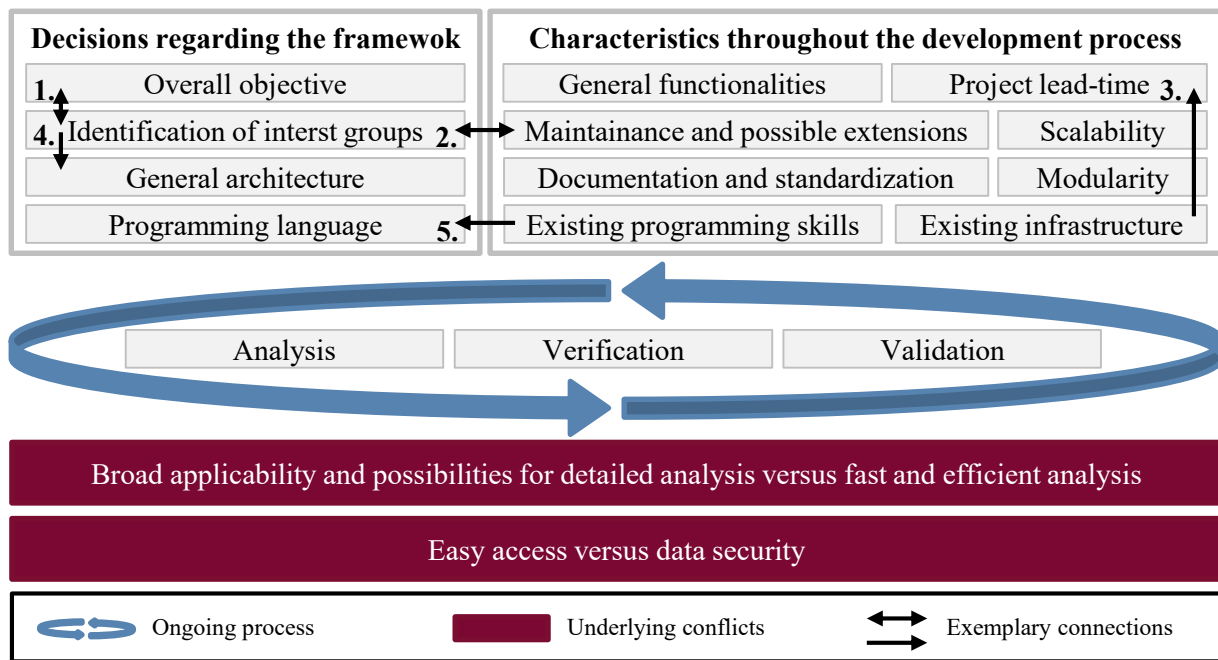 Decisions regarding the framewok
1. Overall objective
4. Identification of interst groups 2.
General architecture
Programming language 5.
Characteristics throughout the development process
General functionalities
Project lead-time 3.
Maintainance and possible extensions
Scalability
Documentation and standardization
Modularity
Existing programming skills
Existing infrastructure
Analysis
Verification
Validation
Broad applicability and possibilities for detailed analysis versus fast and efficient analysis
Easy access versus data security
Ongoing process
Underlying conflicts
Exemplary connections